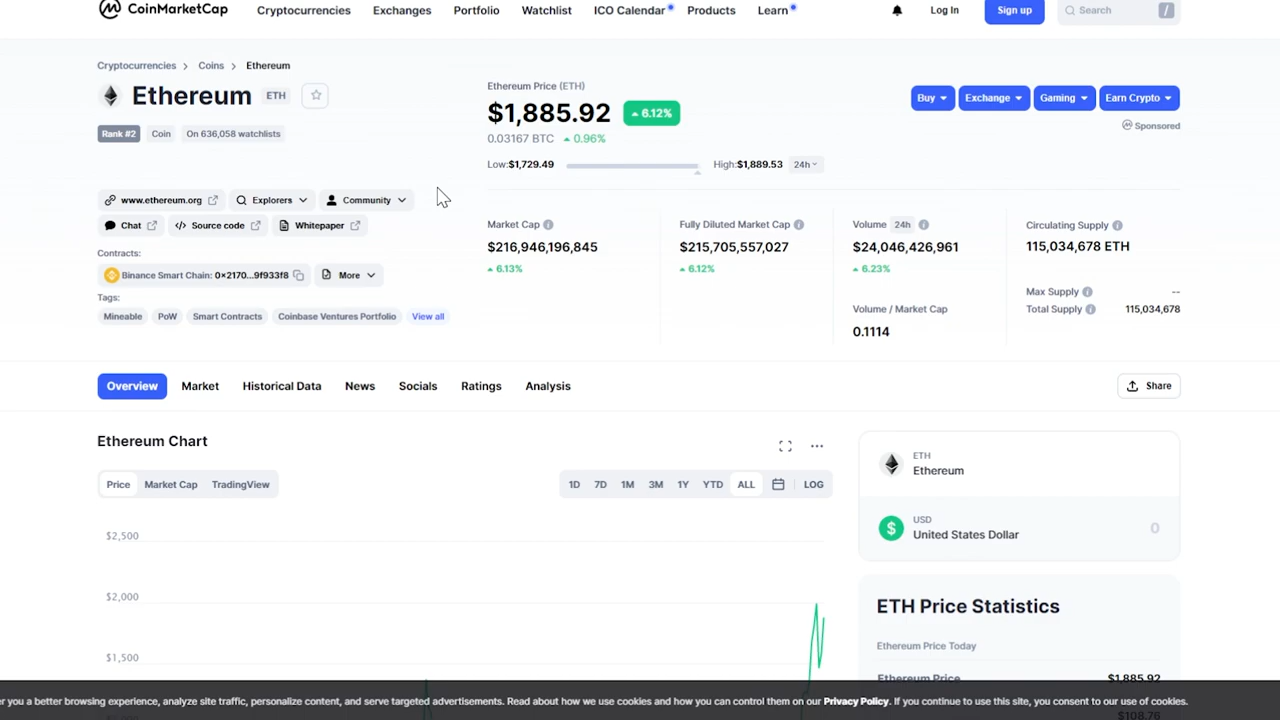 CoinMarketCap Cryptocurrencies Exchanges Portfolio Watchlist ICO Calendar Products Learn Log In Sign up Search /
Cryptocurrencies > Coins > Ethereum
Ethereum ETH
Rank #2 Coin On 636,058 watchlists
www.ethereum.org Explorers Community
Chat Source code Whitepaper
Contracts:
Binance Smart Chain: 0x2170...9f933f8 More
Tags:
Mineable PoW Smart Contracts Coinbase Ventures Portfolio View all
Ethereum Price (ETH)
$1,885.92 6.12%
0.03167 BTC 0.96%
Low:$1,729.49 High:$1,889.53 24h
Buy Exchange Gaming Earn Crypto
Sponsored
Market Cap
$216,946,196,845
6.13%
Fully Diluted Market Cap
$215,705,557,027
6.12%
Volume 24h
$24,046,426,961
6.23%
Volume / Market Cap
0.1114
Circulating Supply
115,034,678 ETH
Max Supply --
Total Supply 115,034,678
Overview Market Historical Data News Socials Ratings Analysis Share
Ethereum Chart
Price Market Cap TradingView 1D 7D 1M 3M 1Y YTD ALL LOG
$2,500
$2,000
$1,500
ETH
Ethereum
USD
United States Dollar 0
ETH Price Statistics
Ethereum Price Today
Ethereum Price $1,885.92
er you a better browsing experience, analyze site traffic, personalize content, and serve targeted advertisements. Read about how we use cookies and how you can control them on our Privacy Policy. If you continue to use this site, you consent to our use of cookies.
$108.76